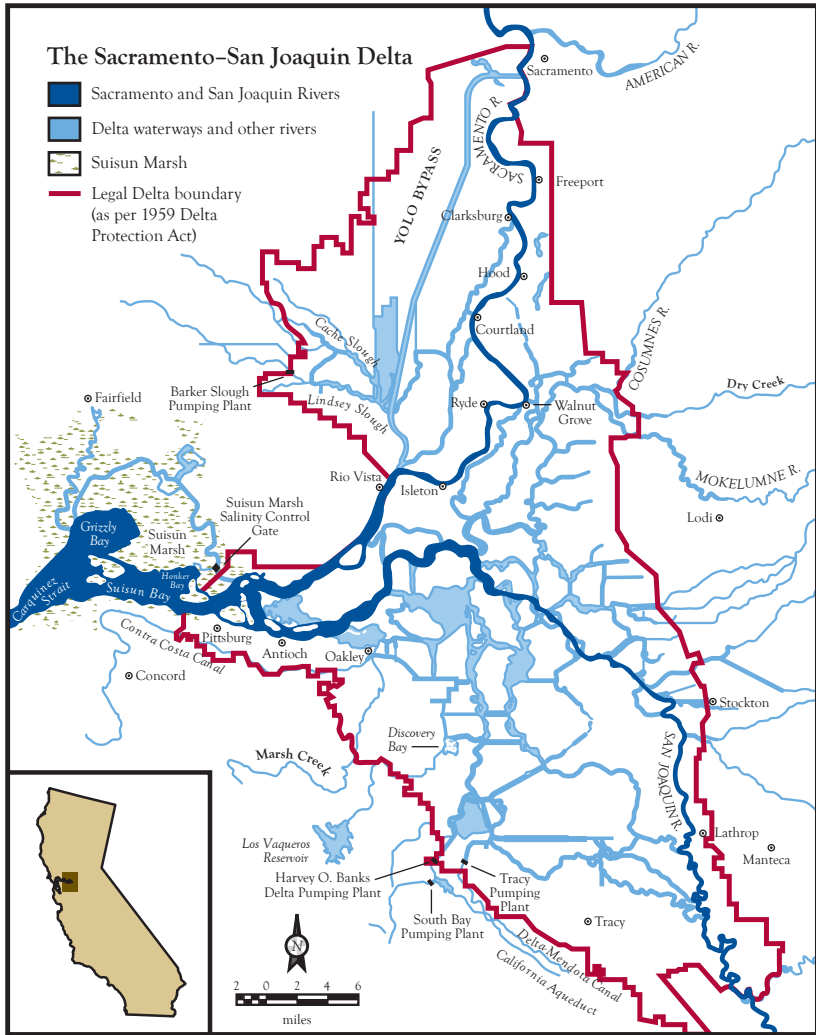 The Sacramento–San Joaquin Delta
Sacramento and San Joaquin Rivers
Delta waterways and other rivers
Suisun Marsh
Legal Delta boundary
(as per 1959 Delta
Protection Act)
AMERICAN R.
Sacramento
SACRAMENTO R.
YOLO BYPASS
Freeport
Clarksburg
Hood
Courtland
Cache Slough
COSUMNES R.
Barker Slough
Pumping Plant
Lindsey Slough
Dry Creek
Fairfield
Ryde
Walnut
Grove
MOKELUMNE R.
Rio Vista
Isleton
Lodi
Suisun Marsh
Salinity Control
Gate
Grizzly
Bay
Suisun
Marsh
Honker
Bay
Suisun Bay
Carquinez
Strait
Pittsburg
Antioch
Oakley
Contra Costa Canal
Concord
Stockton
Discovery
Bay
SAN JOAQUIN R.
Marsh Creek
Los Vaqueros
Reservoir
Lathrop
Manteca
Harvey O. Banks
Delta Pumping Plant
Tracy
Pumping
Plant
South Bay
Pumping Plant
Tracy
Delta Mendota Canal
California Aqueduct
N
2 0 2 4 6
miles